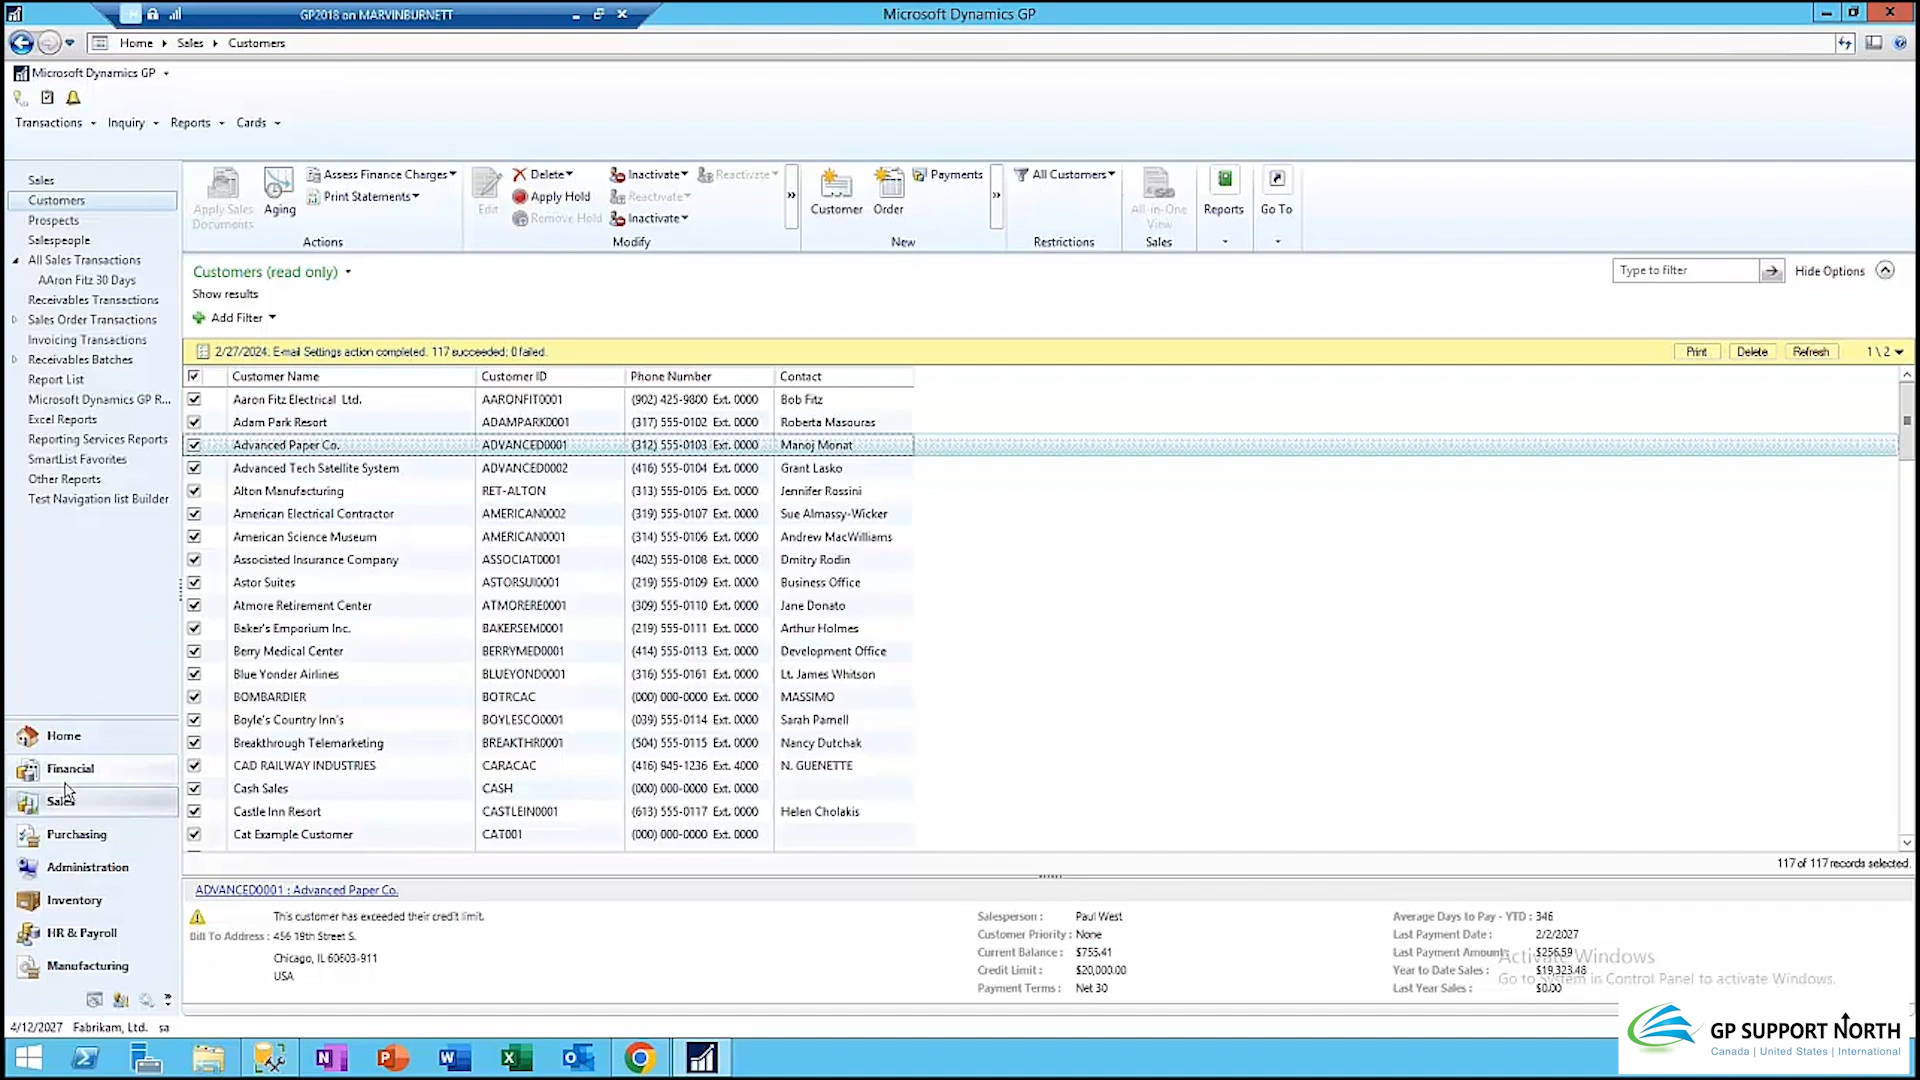 GP2018 on MARVINBURNETT
Microsoft Dynamics GP
Home Sales Customers
Microsoft Dynamics GP
Transactions Inquiry Reports Cards
Sales
Customers
Prospects
Salespeople
All Sales Transactions
AAron Fitz 30 Days
Receivables Transactions
Sales Order Transactions
Invoicing Transactions
Receivables Batches
Report List
Microsoft Dynamics GP R...
Excel Reports
Reporting Services Reports
SmartList Favorites
Other Reports
Test Navigation list Builder
Home
Financial
Sales
Purchasing
Administration
Inventory
HR & Payroll
Manufacturing
4/12/2027 Fabrikam, Ltd. sa
Apply Sales Documents
Aging
Assess Finance Charges
Print Statements
Actions
Edit
Delete
Apply Hold
Remove Hold
Inactivate
Reactivate
Inactivate
Reactivate
Modify
Customer
Order
Payments
New
All Customers
Restrictions
All-in-One View
Sales
Reports
Go To
Customers (read only)
Type to filter
Hide Options
Show results
Add Filter
2/27/2024: E-mail Settings action completed. 117 succeeded; 0 failed.
Print Delete Refresh 1 \ 2
Customer Name Customer ID Phone Number Contact
Aaron Fitz Electrical Ltd. AARONFIT0001 (902) 425-9800 Ext. 0000 Bob Fitz
Adam Park Resort ADAMPARK0001 (317) 555-0102 Ext. 0000 Roberta Masouras
Advanced Paper Co. ADVANCED0001 (312) 555-0103 Ext. 0000 Manoj Monat
Advanced Tech Satellite System ADVANCED0002 (416) 555-0104 Ext. 0000 Grant Lasko
Alton Manufacturing RET-ALTON (313) 555-0105 Ext. 0000 Jennifer Rossini
American Electrical Contractor AMERICAN0002 (319) 555-0107 Ext. 0000 Sue Almassy-Wicker
American Science Museum AMERICAN0001 (314) 555-0106 Ext. 0000 Andrew MacWilliams
Associated Insurance Company ASSOCIAT0001 (402) 555-0108 Ext. 0000 Dmitry Rodin
Astor Suites ASTORSUI0001 (219) 555-0109 Ext. 0000 Business Office
Atmore Retirement Center ATMORERE0001 (309) 555-0110 Ext. 0000 Jane Donato
Baker's Emporium Inc. BAKERSEM0001 (219) 555-0111 Ext. 0000 Arthur Holmes
Berry Medical Center BERRYMED0001 (414) 555-0113 Ext. 0000 Development Office
Blue Yonder Airlines BLUEYOND0001 (316) 555-0161 Ext. 0000 Lt. James Whitson
BOMBARDIER BOTRCAC (000) 000-0000 Ext. 0000 MASSIMO
Boyle's Country Inn's BOYLESCO0001 (039) 555-0114 Ext. 0000 Sarah Parnell
Breakthrough Telemarketing BREAKTHR0001 (504) 555-0115 Ext. 0000 Nancy Dutchak
CAD RAILWAY INDUSTRIES CARACAC (416) 945-1236 Ext. 4000 N. GUENETTE
Cash Sales CASH (000) 000-0000 Ext. 0000
Castle Inn Resort CASTLEIN0001 (613) 555-0117 Ext. 0000 Helen Cholakis
Cat Example Customer CAT001 (000) 000-0000 Ext. 0000
117 of 117 records selected.
ADVANCED0001 : Advanced Paper Co.
This customer has exceeded their credit limit.
Bill To Address : 456 19th Street S.
Chicago, IL 60603-911
USA
Salesperson : Paul West
Customer Priority : None
Current Balance : $755.41
Credit Limit : $20,000.00
Payment Terms : Net 30
Average Days to Pay - YTD : 346
Last Payment Date : 2/2/2027
Last Payment Amount: $256.59
Year to Date Sales : $19,323.48
Last Year Sales : $0.00
Activate Windows
Go to System in Control Panel to activate Windows.
GP SUPPORT NORTH
Canada | United States | International